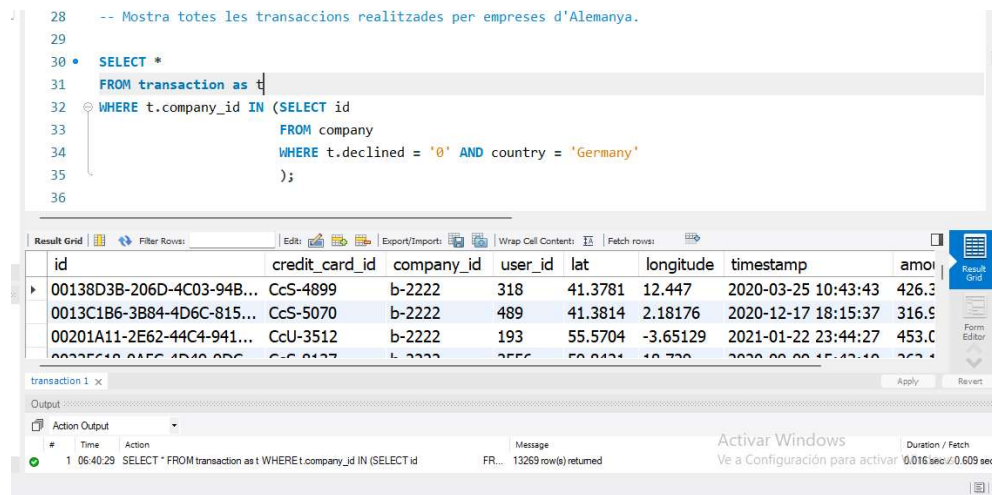 28 -- Mostra totes les transaccions realitzades per empreses d'Alemanya.
29
30 SELECT *
31 FROM transaction as t
32 WHERE t.company_id IN (SELECT id
33 FROM company
34 WHERE t.declined = '0' AND country = 'Germany'
35 );
36
Result Grid Filter Rows: Edit: Export/Import: Wrap Cell Content: Fetch rows:
id credit_card_id company_id user_id lat longitude timestamp amou
00138D3B-206D-4C03-94B... CcS-4899 b-2222 318 41.3781 12.447 2020-03-25 10:43:43 426.3
0013C1B6-3B84-4D6C-815... CcS-5070 b-2222 489 41.3814 2.18176 2020-12-17 18:15:37 316.9
00201A11-2E62-44C4-941... CcU-3512 b-2222 193 55.5704 -3.65129 2021-01-22 23:44:27 453.0
Result Grid
Form Editor
transaction 1 Apply Revert
Output
Action Output
# Time Action Message Duration / Fetch
1 06:40:29 SELECT * FROM transaction as t WHERE t.company_id IN (SELECT id FR... 13269 row(s) returned 0.016 sec / 0.609 sec
Activar Windows
Ve a Configuración para activar